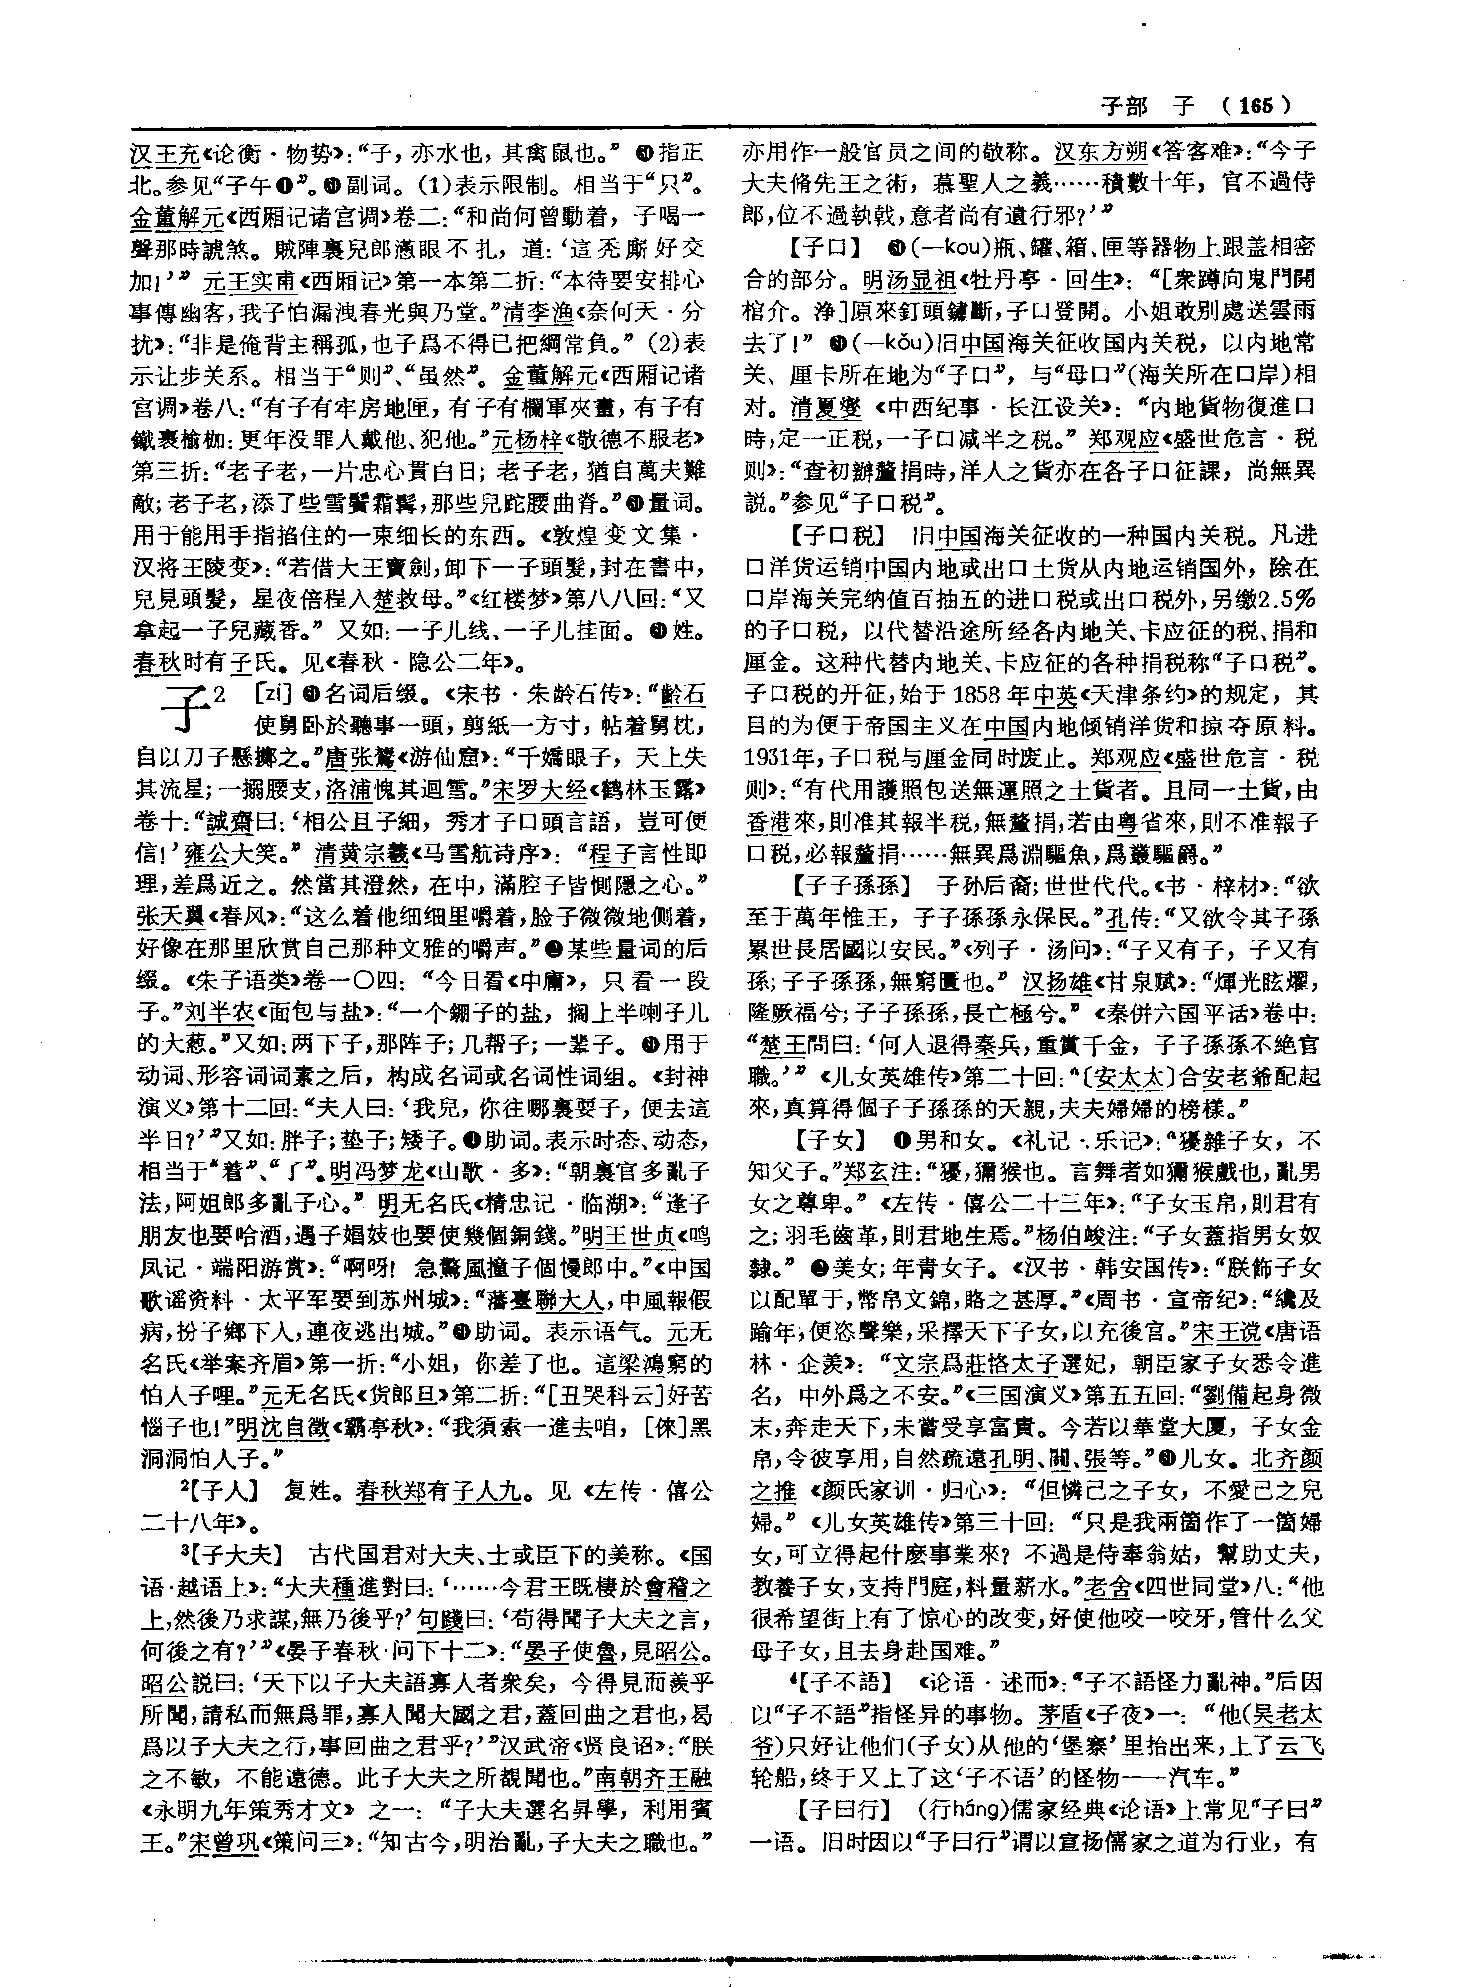 子部　子　（165）
汉王充《论衡·物势》：“子，亦水也，其禽鼠也。”　指正
北。参见“子午❶”。副词。(1)表示限制。相当于“只”。
金董解元《西厢记诸宫调》卷二：“和尚何曾動着，子喝一
聲那時諕煞。賊陣裏兒郎懑眼不扎，道：‘這秃廝好交
加！’”　元王实甫《西厢记》第一本第二折：“本待要安排心
事傳幽客，我子怕漏洩春光與乃堂。”清李渔《奈何天·分
扰》：“非是俺背主稱孤，也子爲不得已把綱常負。”(2)表
示让步关系。相当于“则”、“虽然”。金董解元《西厢记诸
宫调》卷八：“有子有牢房地匣，有子有欄軍夾畫，有子有
鐵裹榆枷：更年没罪人戴他、犯他。”元杨梓《敬德不服老》
第三折：“老子老，一片忠心貫白日；老子老，猶自萬夫難
敵；老子老，添了些雪鬢霜髯，那些兒跎腰曲脊。”量词。
用于能用手指掐住的一束细长的东西。《敦煌变文集·
汉将王陵变》：“若借大王寶劍，卸下一子頭髮，封在書中，
兒見頭髮，星夜倍程入楚救母。”《红楼梦》第八八回：“又
拿起一子兒藏香。”又如：一子儿线、一子儿挂面。姓。
春秋时有子氏。见《春秋·隐公二年》。
子2　［zi］❶名词后缀。《宋书·朱龄石传》：“齡石
使舅卧於聽事一頭，剪紙一方寸，帖着舅枕，
自以刀子懸擲之。”唐张鷟《游仙窟》：“千嬌眼子，天上失
其流星；一搦腰支，洛浦愧其迴雪。”宋罗大经《鹤林玉露》
卷十：“誠齋曰：‘相公且子細，秀才子口頭言語，豈可便
信！’雍公大笑。”　清黄宗羲《马雪航诗序》：“程子言性即
理，差爲近之。然當其澄然，在中，滿腔子皆惻隱之心。”
张天翼《春风》：“这么着他细细里嚼着，脸子微微地侧着，
好像在那里欣赏自己那种文雅的嚼声。”❷某些量词的后
缀。《朱子语类》卷一〇四：“今日看《中庸》，只看一段
子。”刘半农《面包与盐》：“一个铏子的盐，搁上半喇子儿
的大葱。”又如：两下子，那阵子；几帮子；一辈子。❸用于
动词、形容词词素之后，构成名词或名词性词组。《封神
演义》第十二回：“夫人曰：‘我兒，你往哪裏耍子，便去這
半日？’”又如：胖子；垫子；矮子。❹助词。表示时态、动态，
相当于“着”、“了”。明冯梦龙《山歌·多》：“朝裏官多亂子
法，阿姐郎多亂子心。”　明无名氏《精忠记·临湖》：“逢子
朋友也要哈酒，遇子娼妓也要使幾個銅錢。”明王世贞《鸣
凤记·端阳游赏》：“啊呀！急驚風撞子個慢郎中。”《中国
歌谣资料·太平军要到苏州城》：“藩臺聯大人，中風報假
病，扮子鄉下人，連夜逃出城。”❺助词。表示语气。元无
名氏《举案齐眉》第一折：“小姐，你差了也。這梁鴻窮的
怕人子哩。”元无名氏《货郎旦》第二折：“［丑哭科云］好苦
惱子也！”明沈自徵《霸亭秋》：“我須索一進去咱，［倈］黑
洞洞怕人子。”
²【子人】　复姓。春秋郑有子人九。见《左传·僖公
二十八年》。
³【子大夫】　古代国君对大夫、士或臣下的美称。《国
语·越语上》：“大夫種進對曰：‘……今君王既棲於會稽之
上，然後乃求謀，無乃後乎？’句踐曰：‘苟得聞子大夫之言，
何後之有？’”《晏子春秋·问下十二》：“晏子使魯，見昭公。
昭公説曰：‘天下以子大夫語寡人者衆矣，今得見而羨乎
所聞，請私而無爲罪，寡人聞大國之君，蓋回曲之君也，曷
爲以子大夫之行，事回曲之君乎？’”汉武帝《贤良诏》：“朕
之不敏，不能遠德。此子大夫之所覩聞也。”南朝齐王融
《永明九年策秀才文》之一：“子大夫選名昇學，利用賓
王。”宋曾巩《策问三》：“知古今，明治亂，子大夫之職也。”
亦用作一般官员之间的敬称。汉东方朔《答客难》：“今子
大夫脩先王之術，慕聖人之義……積數十年，官不過侍
郎，位不過執戟，意者尚有遺行邪？’”
【子口】　❶(—kou)瓶、罐、箱、匣等器物上跟盖相密
合的部分。明汤显祖《牡丹亭·回生》：“［衆蹲向鬼門開
棺介。净］原來釘頭鏽斷，子口登開。小姐敢别處送雲雨
去了！”❷(—kǒu)旧中国海关征收国内关税，以内地常
关、厘卡所在地为“子口”，与“母口”(海关所在口岸)相
对。清夏燮《中西纪事·长江设关》：“内地貨物復進口
時，定一正税，一子口減半之税。”郑观应《盛世危言·税
则》：“查初辦釐捐時，洋人之貨亦在各子口征課，尚無異
説。”参见“子口税”。
【子口税】　旧中国海关征收的一种国内关税。凡进
口洋货运销中国内地或出口土货从内地运销国外，除在
口岸海关完纳值百抽五的进口税或出口税外，另缴2.5%
的子口税，以代替沿途所经各内地关、卡应征的税、捐和
厘金。这种代替内地关、卡应征的各种捐税称“子口税”。
子口税的开征，始于1858年中英《天津条约》的规定，其
目的为便于帝国主义在中国内地倾销洋货和掠夺原料。
1931年，子口税与厘金同时废止。郑观应《盛世危言·税
则》：“有代用護照包送無運照之土貨者。且同一土貨，由
香港來，則准其報半税，無釐捐，若由粤省來，則不准報子
口税，必報釐捐……無異爲淵驅魚，爲叢驅爵。”
【子子孫孫】　子孙后裔；世世代代。《书·梓材》：“欲
至于萬年惟王，子子孫孫永保民。”孔传：“又欲令其子孫
累世長居國以安民。”《列子·汤问》：“子又有子，子又有
孫；子子孫孫，無窮匱也。”　汉扬雄《甘泉赋》：“煇光眩燿，
隆厥福兮；子子孫孫，長亡極兮。”《秦併六国平话》卷中：
“楚王問曰：‘何人退得秦兵，重賞千金，子子孫孫不絶官
職。’”《儿女英雄传》第二十回：“〔安太太〕合安老爺配起
來，真算得個子子孫孫的天親，夫夫婦婦的榜樣。”
【子女】　❶男和女。《礼记·乐记》：“獶雜子女，不
知父子。”郑玄注：“獶，獼猴也。言舞者如獼猴戲也，亂男
女之尊卑。”《左传·僖公二十三年》：“子女玉帛，則君有
之；羽毛齒革，則君地生焉。”杨伯峻注：“子女蓋指男女奴
隸。”❷美女；年青女子。《汉书·韩安国传》：“朕飾子女
以配單于，幣帛文錦，賂之甚厚。”《周书·宣帝纪》：“纔及
踰年，便恣聲樂，采擇天下子女，以充後宫。”宋王谠《唐语
林·企羡》：“文宗爲莊恪太子選妃，朝臣家子女悉令進
名，中外爲之不安。”《三国演义》第五五回：“劉備起身微
末，奔走天下，未嘗受享富貴。今若以華堂大厦，子女金
帛，令彼享用，自然疏遠孔明、關、張等。”❸儿女。北齐颜
之推《颜氏家训·归心》：“但憐己之子女，不愛己之兒
婦。”《儿女英雄传》第三十回：“只是我兩箇作了一箇婦
女，可立得起什麽事業來？不過是侍奉翁姑，幫助丈夫，
教養子女，支持門庭，料量薪水。”老舍《四世同堂》八：“他
很希望街上有了惊心的改变，好使他咬一咬牙，管什么父
母子女，且去身赴国难。”
⁴【子不語】　《论语·述而》：“子不語怪力亂神。”后因
以“子不語”指怪异的事物。茅盾《子夜》一：“他(吴老太
爷)只好让他们(子女)从他的‘堡寨’里抬出来，上了云飞
轮船，终于又上了这‘子不语’的怪物——汽车。”
【子曰行】　(行háng)儒家经典《论语》上常见“子曰”
一语。旧时因以“子曰行”谓以宣扬儒家之道为行业，有